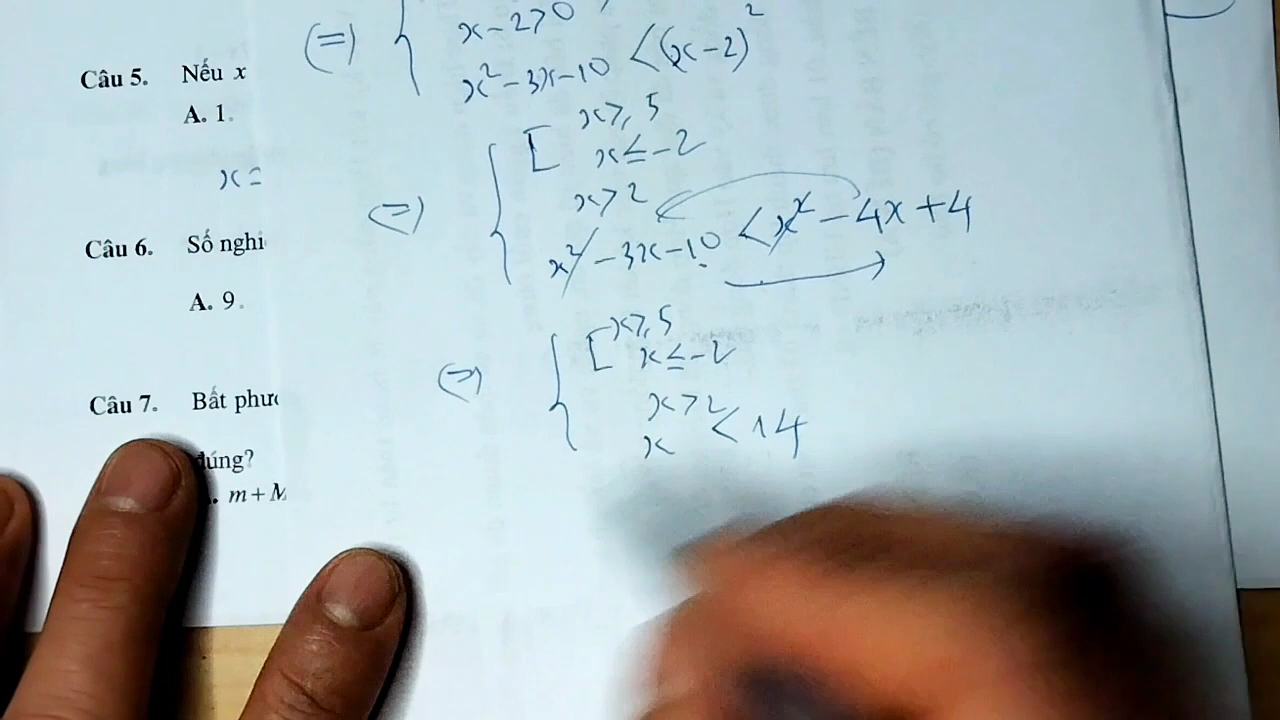 (=) { x-2>0
x²-3x-10 < (x-2)²
Câu 5. Nếu x
A. 1.
x =
(=) { [ x≥5
x≤-2
x>2
x²-3x-10 < x²-4x+4
Câu 6. Số nghi
A. 9.
(=) { [ x≥5
x≤-2
x>2
x < 14
Câu 7. Bất phư
đúng?
. m+M